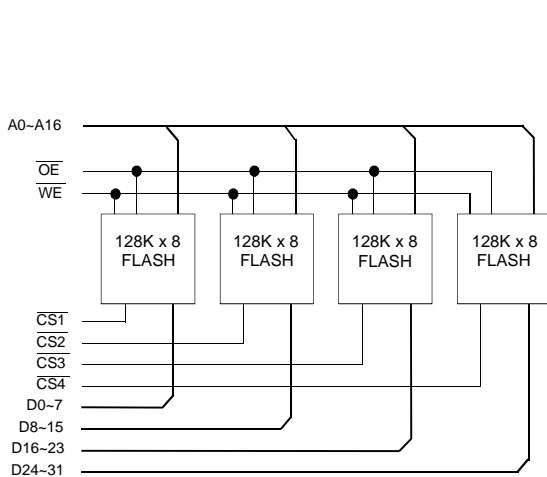 A0~A16
OE
WE
128K x 8
FLASH
128K x 8
FLASH
128K x 8
FLASH
128K x 8
FLASH
CS1
CS2
CS3
CS4
D0~7
D8~15
D16~23
D24~31